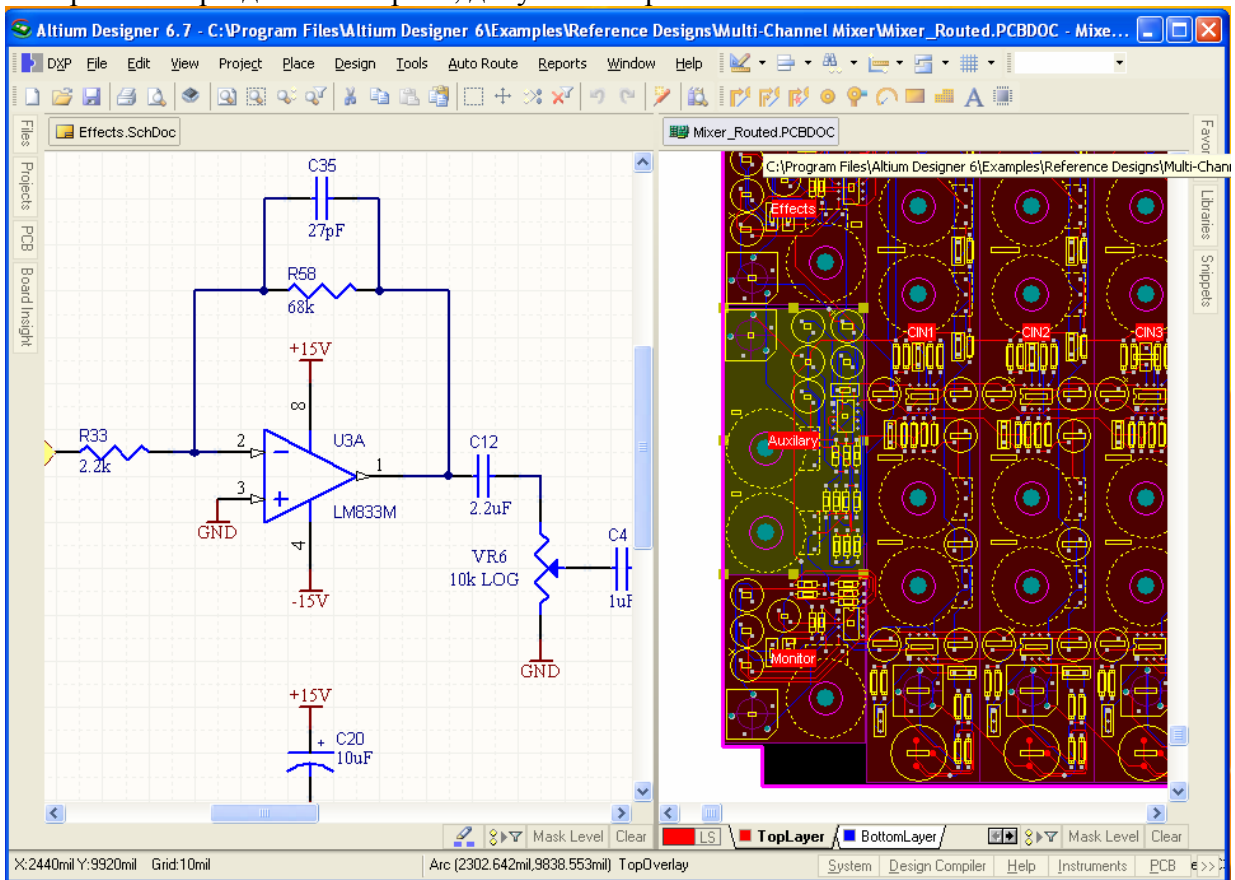 Altium Designer 6.7 - C:\Program Files\Altium Designer 6\Examples\Reference Designs\Multi-Channel Mixer\Mixer_Routed.PCBDOC - Mixe...
DXP File Edit View Project Place Design Tools Auto Route Reports Window Help
Effects.SchDoc
Mixer_Routed.PCBDOC
C:\Program Files\Altium Designer 6\Examples\Reference Designs\Multi-Chan
Files
Projects
PCB
Board Insight
C35
27pF
R58
68k
+15V
8
R33
2.2k
2
U3A
1
C12
2.2uF
3
LM833M
GND
4
-15V
VR6
10k LOG
C4
1uF
GND
+15V
+
C20
10uF
Effects
CIN1
CIN2
CIN3
Auxilary
Monitor
Favor
Libraries
Snippets
Mask Level Clear
LS TopLayer BottomLayer Mask Level Clear
X:2440mil Y:9920mil Grid:10mil Arc (2302.642mil,9838.553mil) TopOverlay System Design Compiler Help Instruments PCB >>